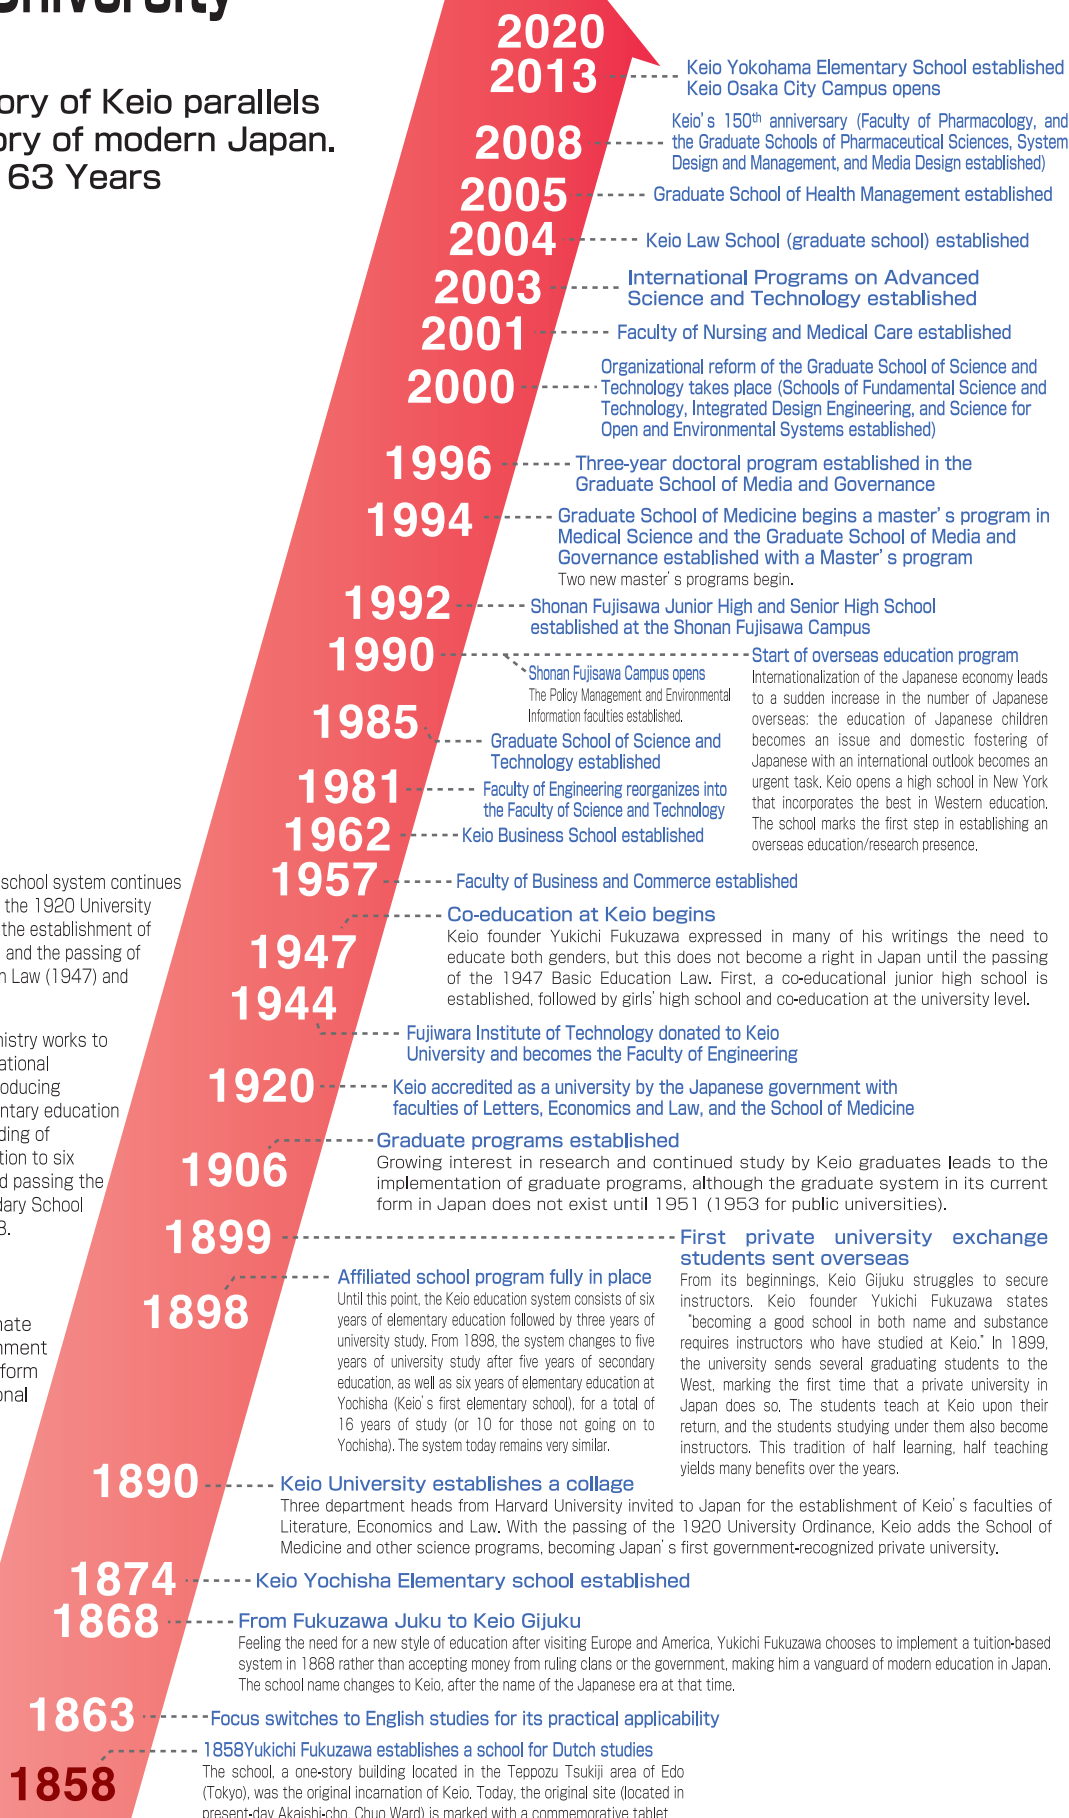 University
ory of Keio parallels
ory of modern Japan.
63 Years
2020
2013
Keio Yokohama Elementary School established
Keio Osaka City Campus opens
2008
Keio's 150th anniversary (Faculty of Pharmacology, and
the Graduate Schools of Pharmaceutical Sciences, System
Design and Management, and Media Design established)
2005
Graduate School of Health Management established
2004
Keio Law School (graduate school) established
2003
International Programs on Advanced
Science and Technology established
2001
Faculty of Nursing and Medical Care established
2000
Organizational reform of the Graduate School of Science and
Technology takes place (Schools of Fundamental Science and
Technology, Integrated Design Engineering, and Science for
Open and Environmental Systems established)
1996
Three-year doctoral program established in the
Graduate School of Media and Governance
1994
Graduate School of Medicine begins a master's program in
Medical Science and the Graduate School of Media and
Governance established with a Master's program
Two new master's programs begin.
1992
Shonan Fujisawa Junior High and Senior High School
established at the Shonan Fujisawa Campus
1990
Shonan Fujisawa Campus opens
The Policy Management and Environmental
Information faculties established.
Start of overseas education program
Internationalization of the Japanese economy leads
to a sudden increase in the number of Japanese
overseas: the education of Japanese children
becomes an issue and domestic fostering of
Japanese with an international outlook becomes an
urgent task. Keio opens a high school in New York
that incorporates the best in Western education.
The school marks the first step in establishing an
overseas education/research presence.
1985
Graduate School of Science and
Technology established
1981
Faculty of Engineering reorganizes into
the Faculty of Science and Technology
1962
Keio Business School established
1957
Faculty of Business and Commerce established
school system continues
the 1920 University
the establishment of
and the passing of
n Law (1947) and
1947
Co-education at Keio begins
Keio founder Yukichi Fukuzawa expressed in many of his writings the need to
educate both genders, but this does not become a right in Japan until the passing
of the 1947 Basic Education Law. First, a co-educational junior high school is
established, followed by girls' high school and co-education at the university level.
1944
Fujiwara Institute of Technology donated to Keio
University and becomes the Faculty of Engineering
nistry works to
ational
roducing
entary education
ding of
tion to six
d passing the
dary School
3.
1920
Keio accredited as a university by the Japanese government with
faculties of Letters, Economics and Law, and the School of Medicine
1906
Graduate programs established
Growing interest in research and continued study by Keio graduates leads to the
implementation of graduate programs, although the graduate system in its current
form in Japan does not exist until 1951 (1953 for public universities).
1899
First private university exchange
students sent overseas
From its beginnings, Keio Gijuku struggles to secure
instructors. Keio founder Yukichi Fukuzawa states
"becoming a good school in both name and substance
requires instructors who have studied at Keio." In 1899,
the university sends several graduating students to the
West, marking the first time that a private university in
Japan does so. The students teach at Keio upon their
return, and the students studying under them also become
instructors. This tradition of half learning, half teaching
yields many benefits over the years.
1898
Affiliated school program fully in place
Until this point, the Keio education system consists of six
years of elementary education followed by three years of
university study. From 1898, the system changes to five
years of university study after five years of secondary
education, as well as six years of elementary education at
Yochisha (Keio's first elementary school), for a total of
16 years of study (or 10 for those not going on to
Yochisha). The system today remains very similar.
nate
nment
form
onal
1890
Keio University establishes a collage
Three department heads from Harvard University invited to Japan for the establishment of Keio's faculties of
Literature, Economics and Law. With the passing of the 1920 University Ordinance, Keio adds the School of
Medicine and other science programs, becoming Japan's first government-recognized private university.
1874
Keio Yochisha Elementary school established
1868
From Fukuzawa Juku to Keio Gijuku
Feeling the need for a new style of education after visiting Europe and America, Yukichi Fukuzawa chooses to implement a tuition-based
system in 1868 rather than accepting money from ruling clans or the government, making him a vanguard of modern education in Japan.
The school name changes to Keio, after the name of the Japanese era at that time.
1863
Focus switches to English studies for its practical applicability
1858
1858Yukichi Fukuzawa establishes a school for Dutch studies
The school, a one-story building located in the Teppozu Tsukiji area of Edo
(Tokyo), was the original incarnation of Keio. Today, the original site (located in
present-day Akaishi-cho, Chuo Ward) is marked with a commemorative tablet